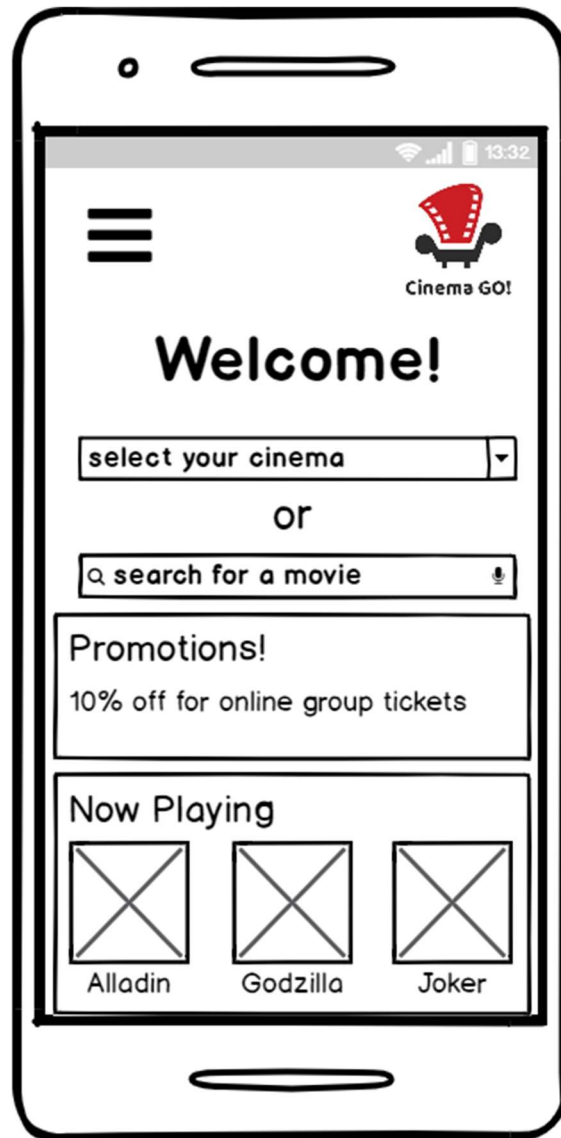 13:32
Cinema GO!
Welcome!
select your cinema
or
search for a movie
Promotions!
10% off for online group tickets
Now Playing
Alladin Godzilla Joker